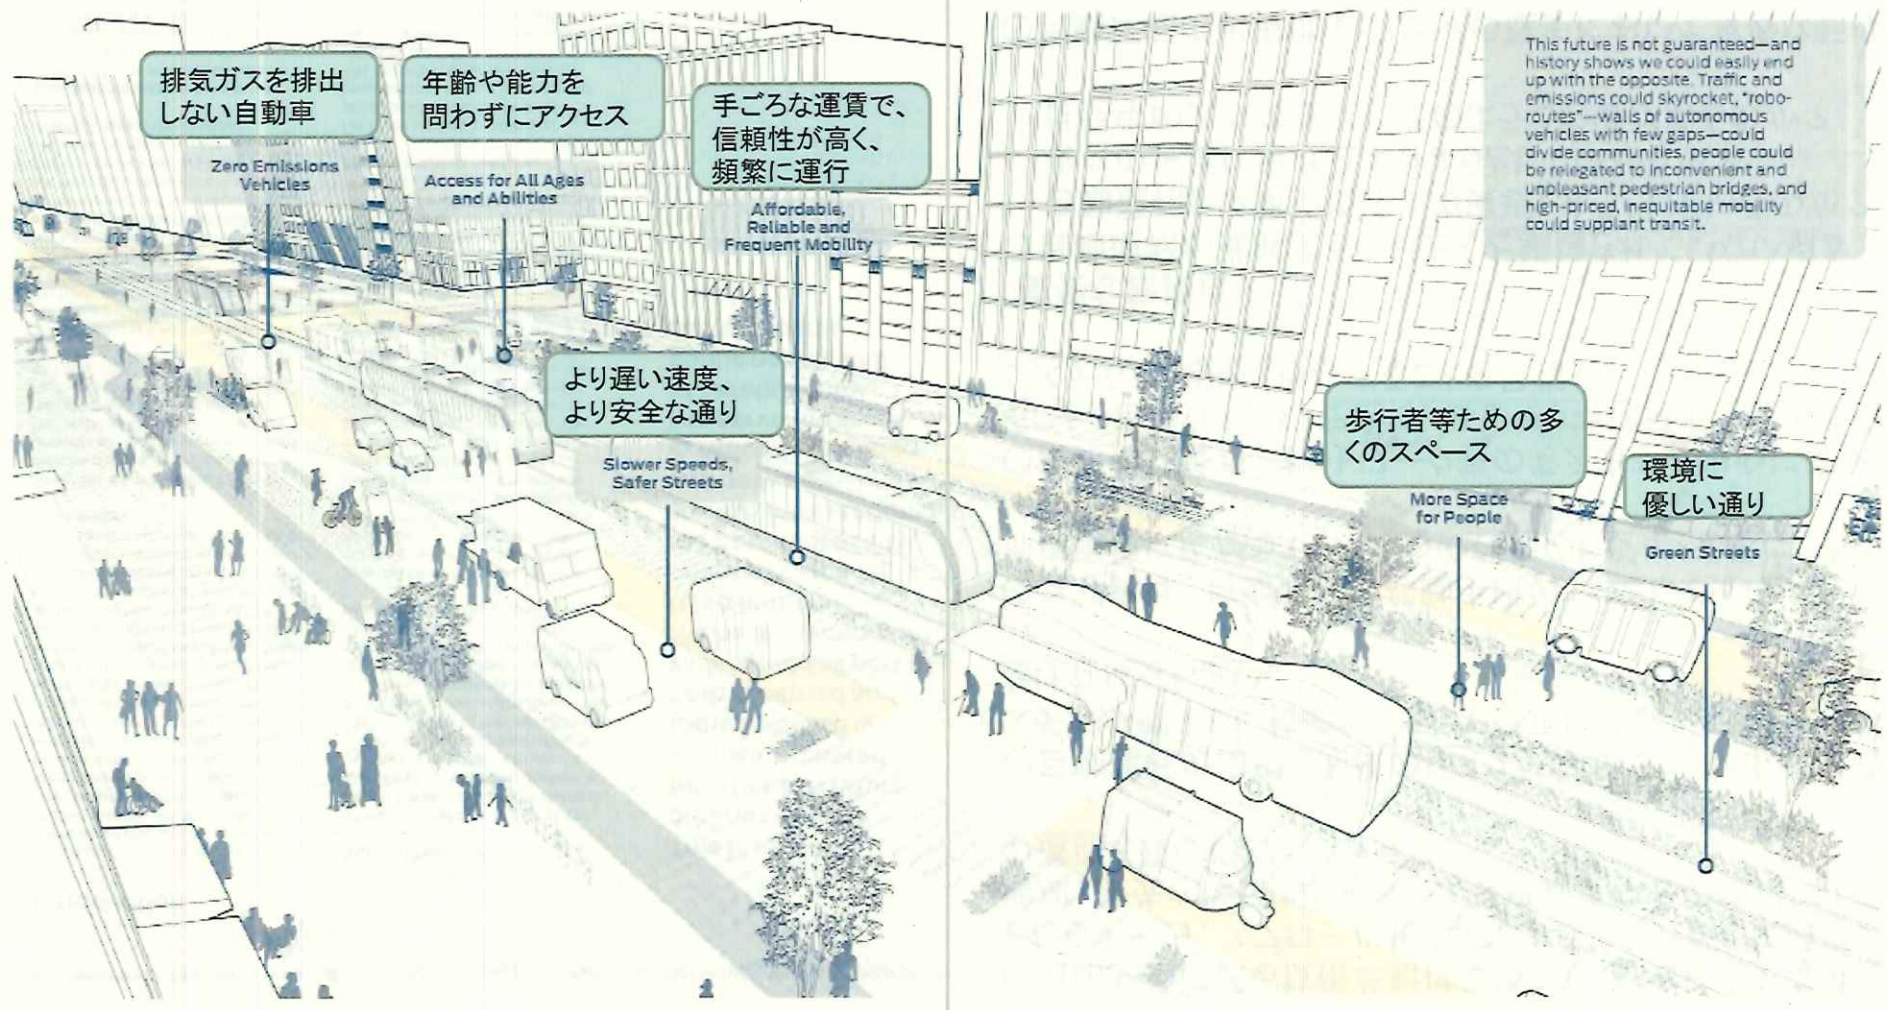 排気ガスを排出
しない自動車
Zero Emissions
Vehicles
年齢や能力を
問わずにアクセス
Access for All Ages
and Abilities
手ごろな運賃で、
信頼性が高く、
頻繁に運行
Affordable,
Reliable and
Frequent Mobility
より遅い速度、
より安全な通り
Slower Speeds,
Safer Streets
歩行者等ための多
くのスペース
More Space
for People
環境に
優しい通り
Green Streets
This future is not guaranteed—and
history shows we could easily end
up with the opposite. Traffic and
emissions could skyrocket, "robo-
routes"—walls of autonomous
vehicles with few gaps—could
divide communities, people could
be relegated to inconvenient and
unpleasant pedestrian bridges, and
high-priced, inequitable mobility
could supplant transit.